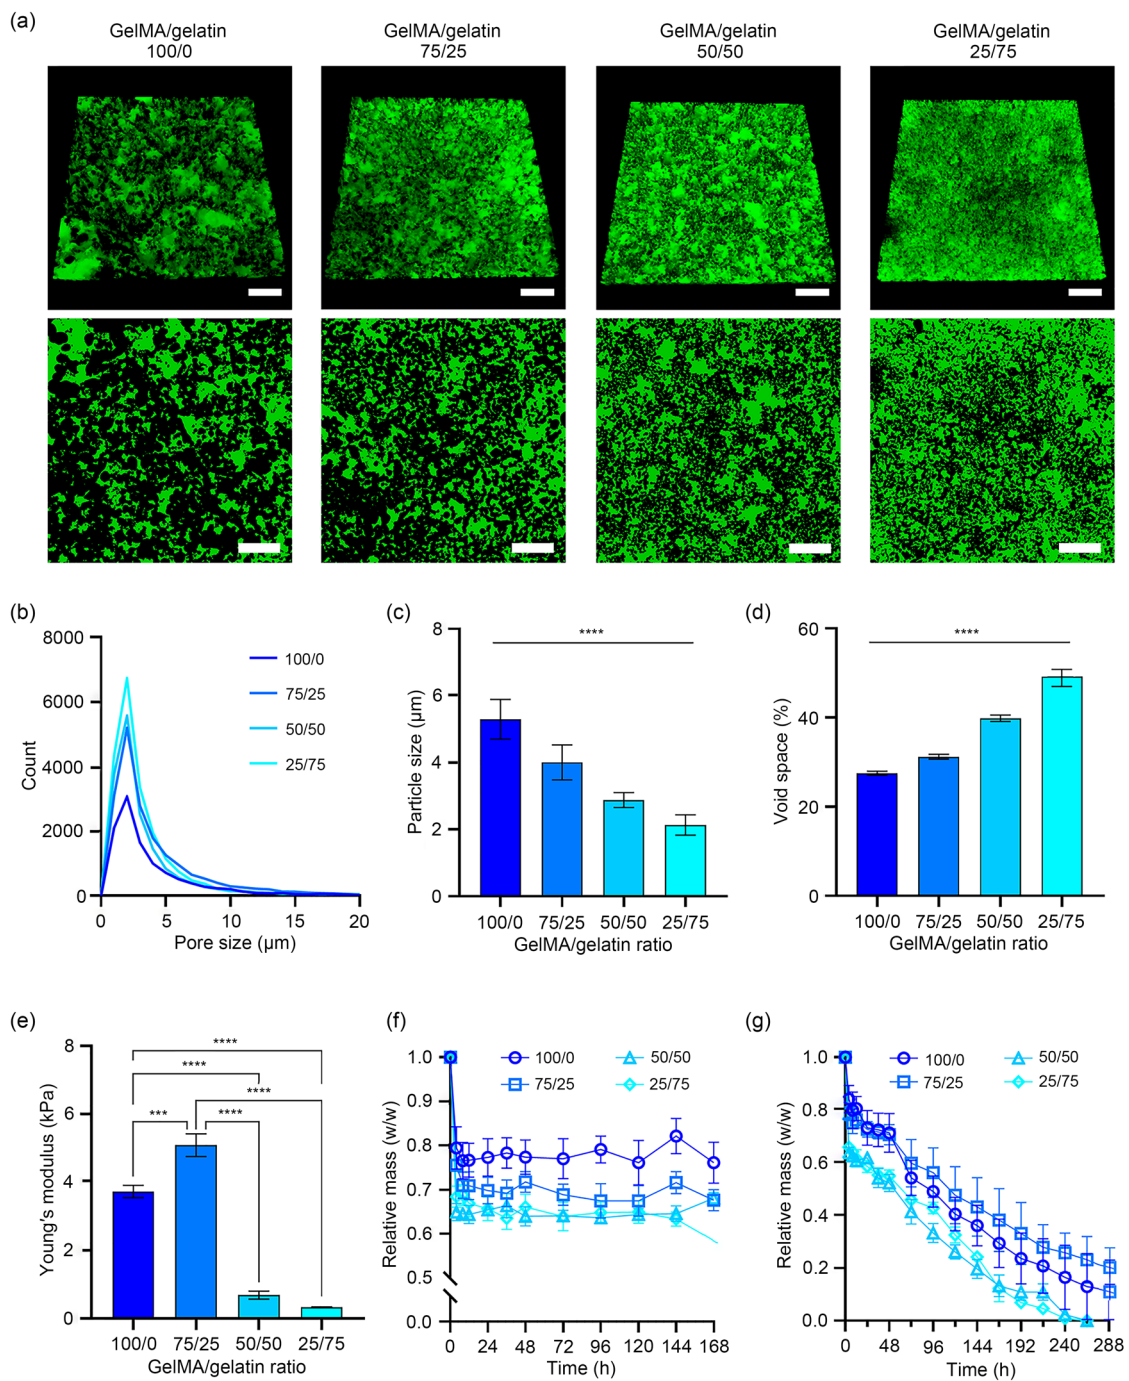 (a)
GelMA/gelatin
100/0
GelMA/gelatin
75/25
GelMA/gelatin
50/50
GelMA/gelatin
25/75
(b)
8000
6000
4000
2000
0
Count
0 5 10 15 20
Pore size (µm)
100/0
75/25
50/50
25/75
(c)
8
6
4
2
0
Particle size (µm)
****
100/0 75/25 50/50 25/75
GelMA/gelatin ratio
(d)
60
40
20
0
Void space (%)
****
100/0 75/25 50/50 25/75
GelMA/gelatin ratio
(e)
8
6
4
2
0
Young's modulus (kPa)
****
****
****
*** ****
100/0 75/25 50/50 25/75
GelMA/gelatin ratio
(f)
1.0
0.9
0.8
0.7
0.6
0.5
0.0
Relative mass (w/w)
100/0 50/50
75/25 25/75
0 24 48 72 96 120 144 168
Time (h)
(g)
1.0
0.8
0.6
0.4
0.2
0.0
Relative mass (w/w)
100/0 50/50
75/25 25/75
0 48 96 144 192 240 288
Time (h)